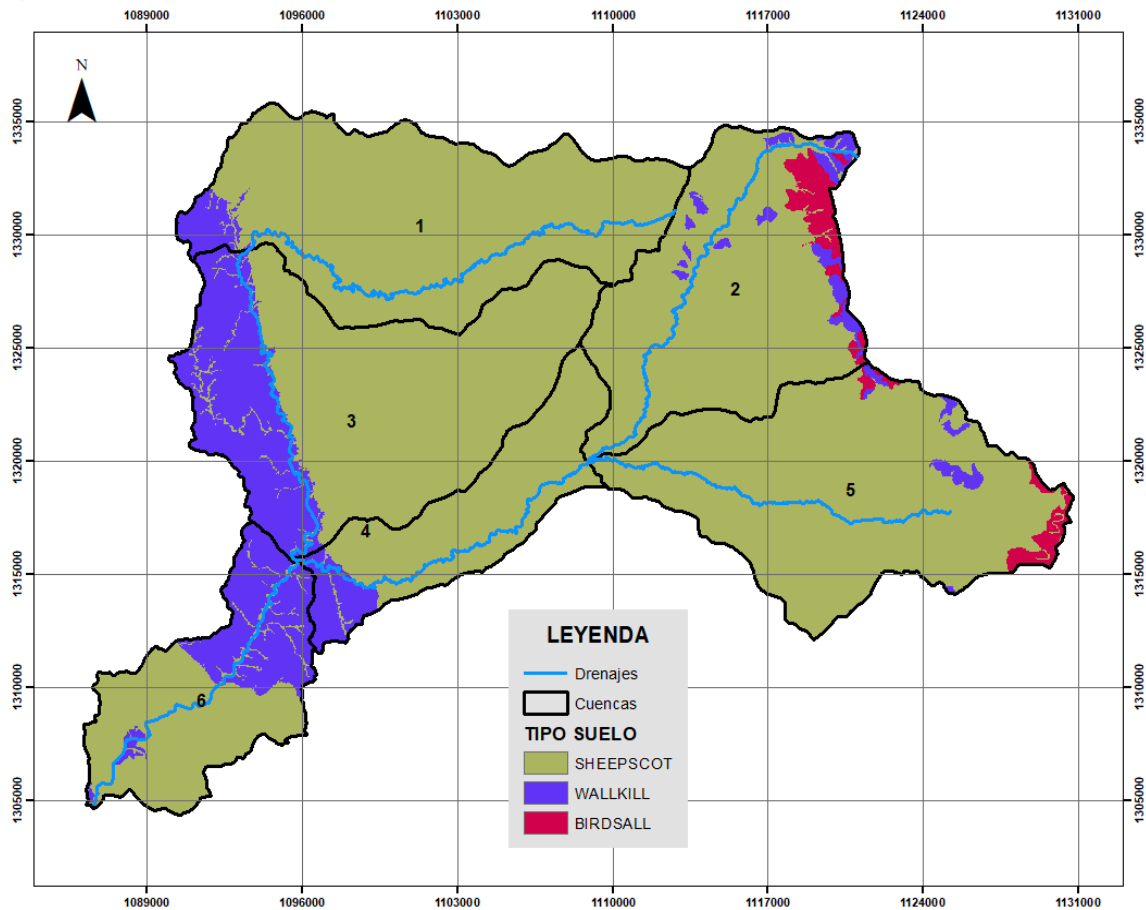 1089000 1096000 1103000 1110000 1117000 1124000 1131000
N
1335000 1335000
1
1330000 1330000
2
1325000 1325000
3
1320000 1320000
5
4
1315000 1315000
LEYENDA
Drenajes
1310000 1310000
6
Cuencas
TIPO SUELO
SHEEPSCOT
WALLKILL
1305000 1305000
BIRDSALL
1089000 1096000 1103000 1110000 1117000 1124000 1131000